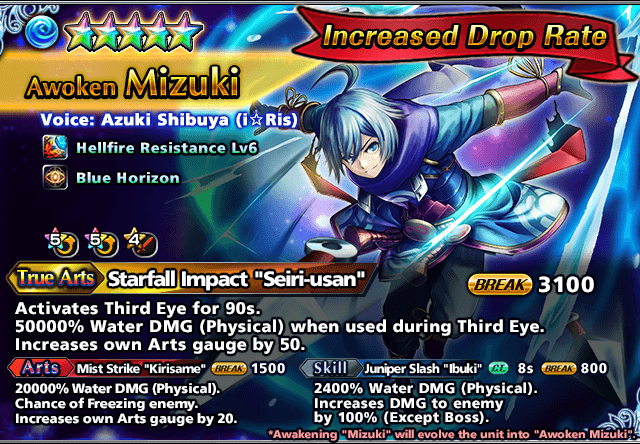 Increased Drop Rate
Awoken Mizuki
Voice: Azuki Shibuya (i☆Ris)
Hellfire Resistance Lv6
Blue Horizon
5 5 4
True Arts Starfall Impact "Seiri-usan" BREAK 3100
Activates Third Eye for 90s.
50000% Water DMG (Physical) when used during Third Eye.
Increases own Arts gauge by 50.
Arts Mist Strike "Kirisame" BREAK 1500
20000% Water DMG (Physical).
Chance of Freezing enemy.
Increases own Arts gauge by 20.
Skill Juniper Slash "Ibuki" C.T. 8s BREAK 800
2400% Water DMG (Physical).
Increases DMG to enemy
by 100% (Except Boss).
*Awakening "Mizuki" will evolve the unit into "Awoken Mizuki".